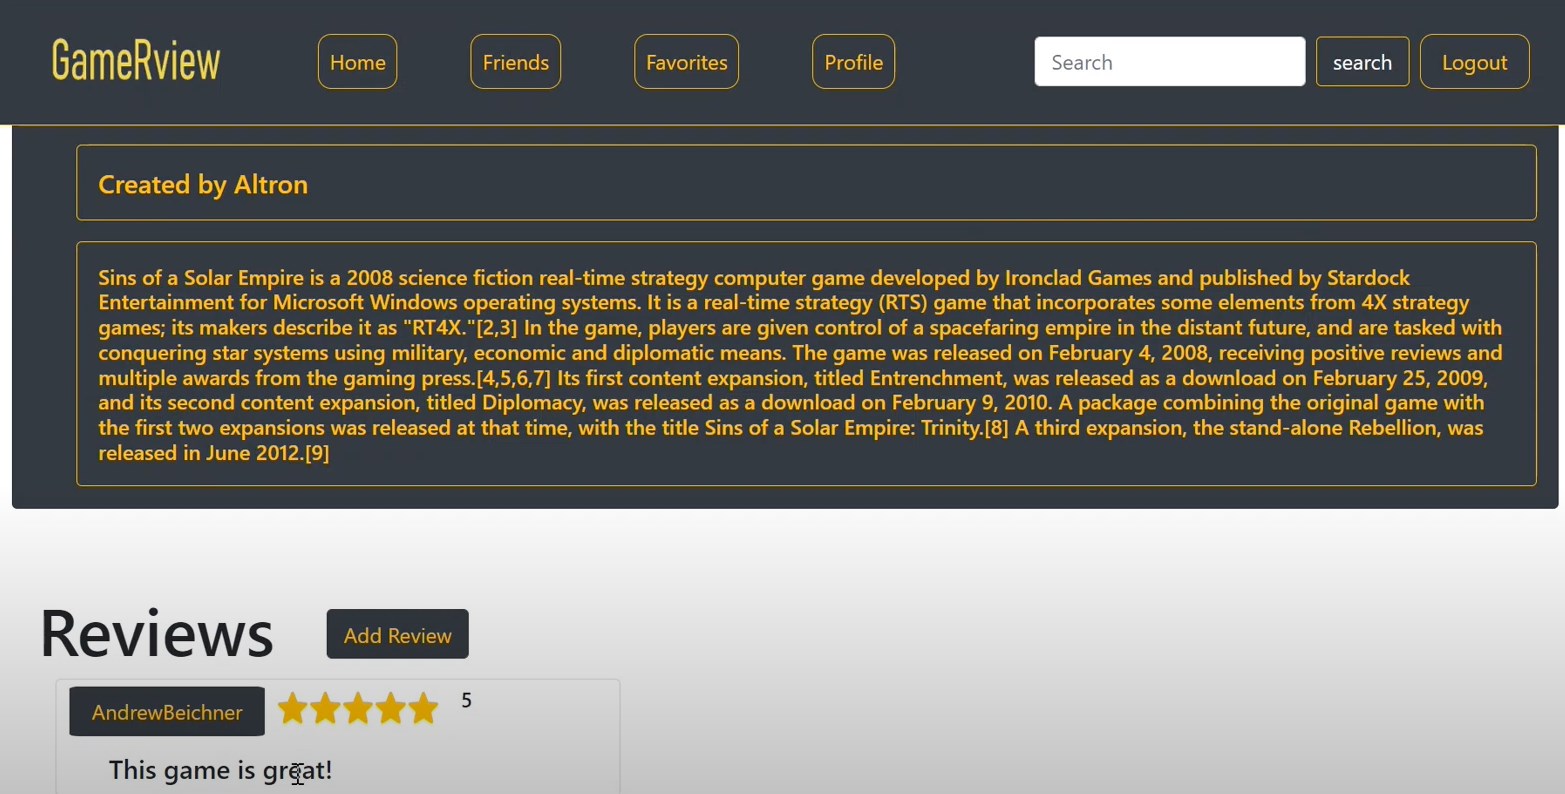 GameRview
Home
Friends
Favorites
Profile
Search
search
Logout
Created by Altron
Sins of a Solar Empire is a 2008 science fiction real-time strategy computer game developed by Ironclad Games and published by Stardock
Entertainment for Microsoft Windows operating systems. It is a real-time strategy (RTS) game that incorporates some elements from 4X strategy
games; its makers describe it as "RT4X."[2,3] In the game, players are given control of a spacefaring empire in the distant future, and are tasked with
conquering star systems using military, economic and diplomatic means. The game was released on February 4, 2008, receiving positive reviews and
multiple awards from the gaming press.[4,5,6,7] Its first content expansion, titled Entrenchment, was released as a download on February 25, 2009,
and its second content expansion, titled Diplomacy, was released as a download on February 9, 2010. A package combining the original game with
the first two expansions was released at that time, with the title Sins of a Solar Empire: Trinity.[8] A third expansion, the stand-alone Rebellion, was
released in June 2012.[9]
Reviews
Add Review
AndrewBeichner
5
This game is great!